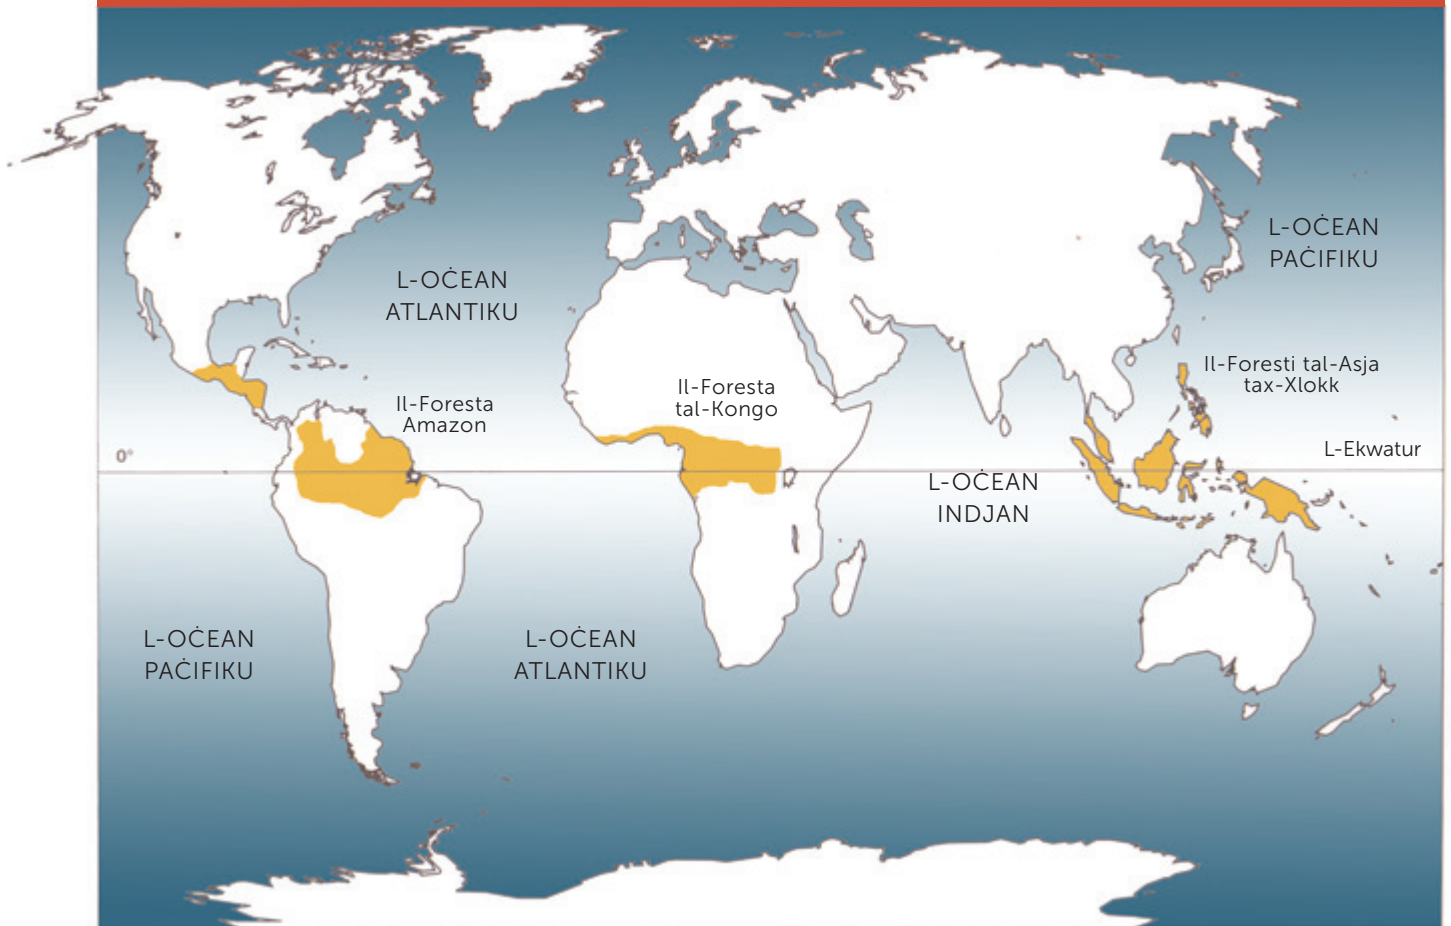 L-OĊEAN
PAĊIFIKU
L-OĊEAN
ATLANTIKU
Il-Foresti tal-Asja
tax-Xlokk
Il-Foresta
tal-Kongo
Il-Foresta
Amazon
L-Ekwatur
0°
L-OĊEAN
INDJAN
L-OĊEAN
PAĊIFIKU
L-OĊEAN
ATLANTIKU